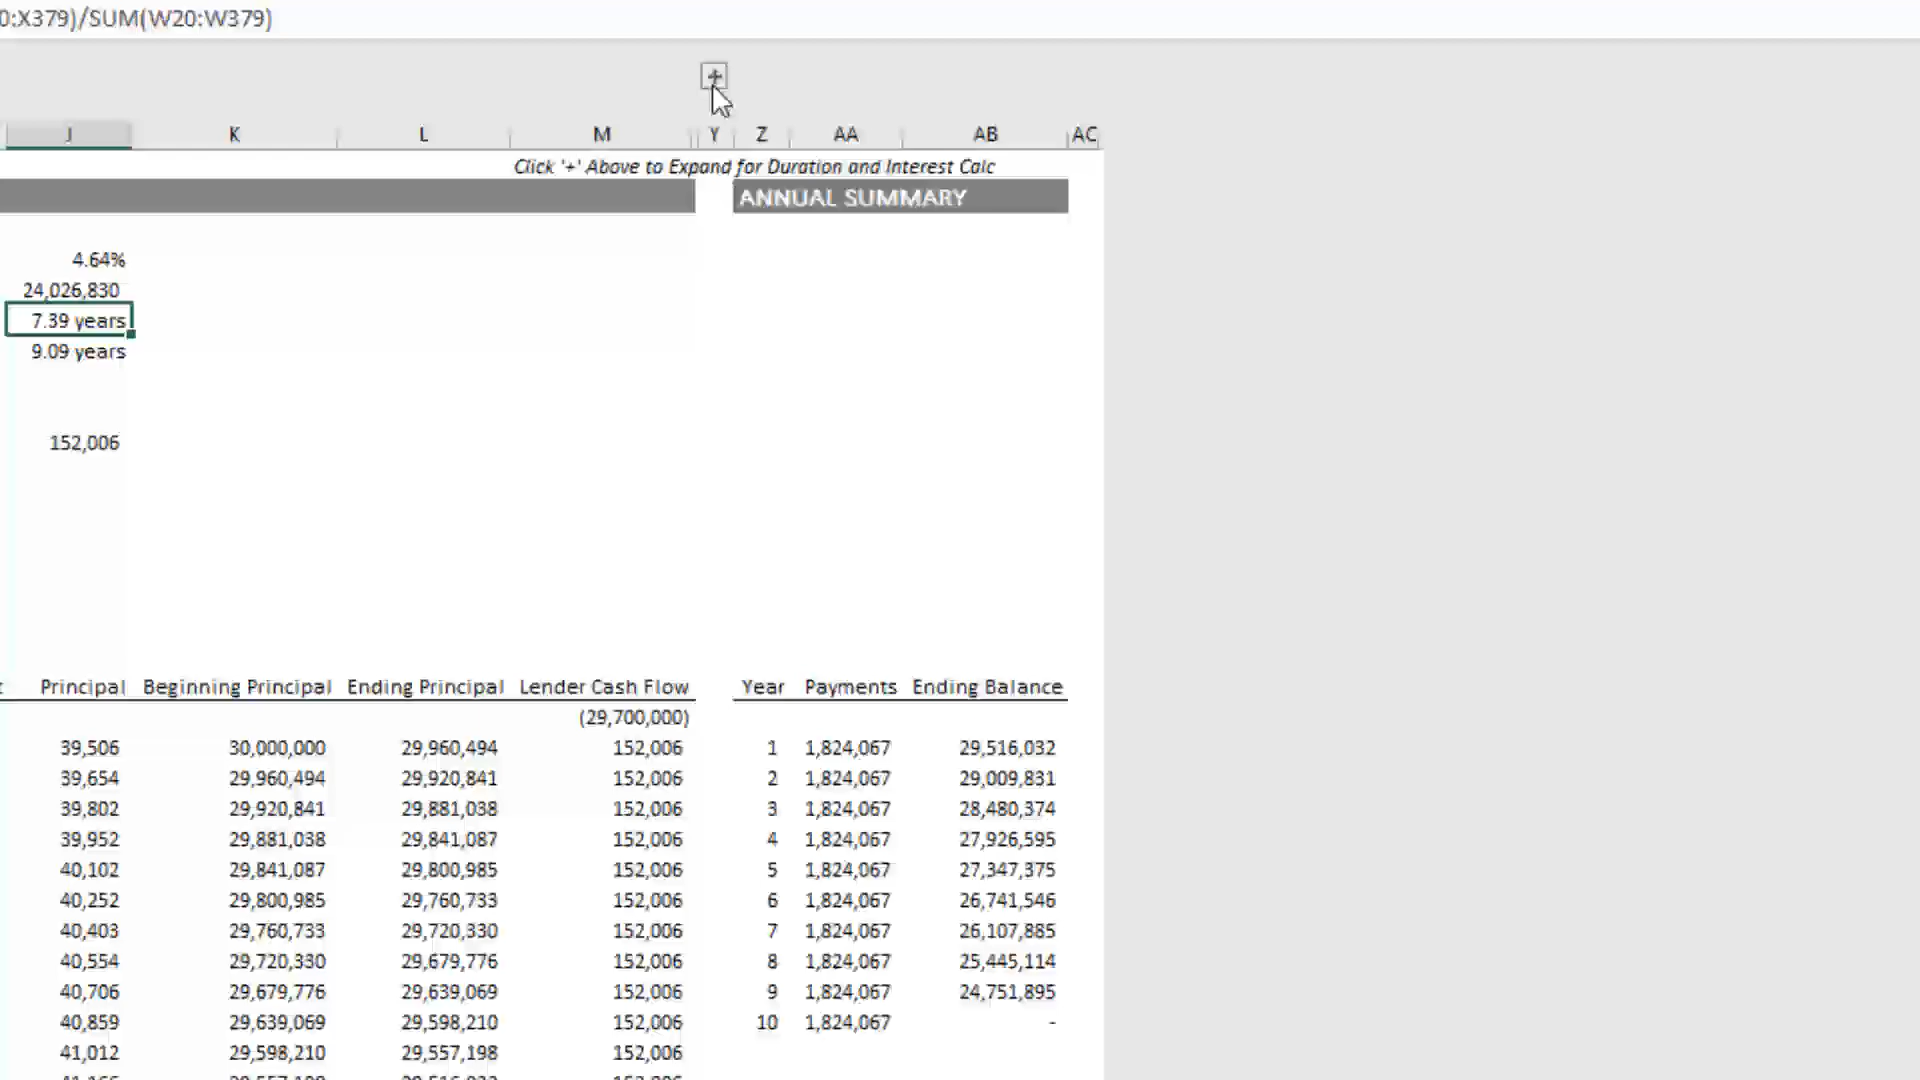 0:X379)/SUM(W20:W379)
+
J K L M Y Z AA AB AC
Click '+' Above to Expand for Duration and Interest Calc
ANNUAL SUMMARY
4.64%
24,026,830
7.39 years
9.09 years
152,006
Principal Beginning Principal Ending Principal Lender Cash Flow Year Payments Ending Balance
(29,700,000)
39,506 30,000,000 29,960,494 152,006 1 1,824,067 29,516,032
39,654 29,960,494 29,920,841 152,006 2 1,824,067 29,009,831
39,802 29,920,841 29,881,038 152,006 3 1,824,067 28,480,374
39,952 29,881,038 29,841,087 152,006 4 1,824,067 27,926,595
40,102 29,841,087 29,800,985 152,006 5 1,824,067 27,347,375
40,252 29,800,985 29,760,733 152,006 6 1,824,067 26,741,546
40,403 29,760,733 29,720,330 152,006 7 1,824,067 26,107,885
40,554 29,720,330 29,679,776 152,006 8 1,824,067 25,445,114
40,706 29,679,776 29,639,069 152,006 9 1,824,067 24,751,895
40,859 29,639,069 29,598,210 152,006 10 1,824,067 -
41,012 29,598,210 29,557,198 152,006